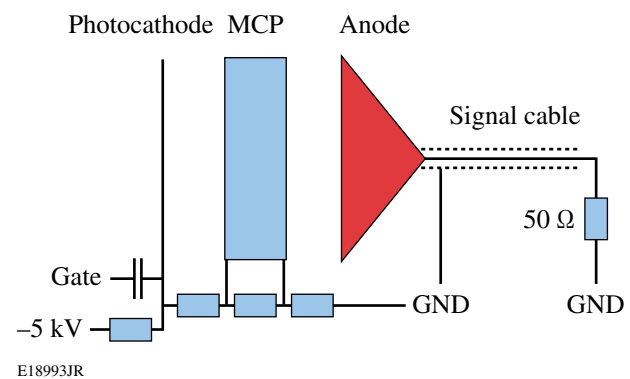 Photocathode MCP Anode
Signal cable
50 Ω
Gate
GND GND
–5 kV
E18993JR